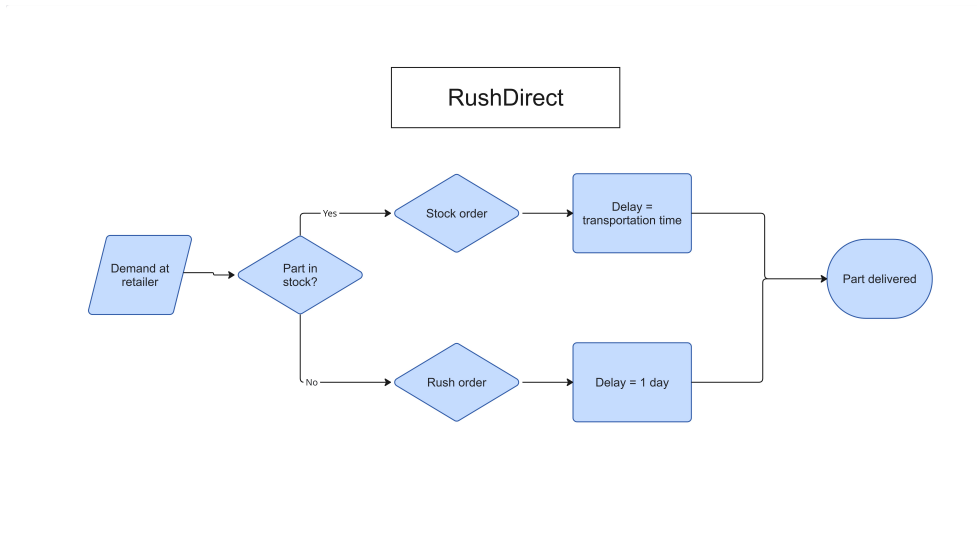 RushDirect
Demand at
retailer
Part in
stock?
Yes
Stock order
Delay =
transportation time
No
Rush order
Delay = 1 day
Part delivered